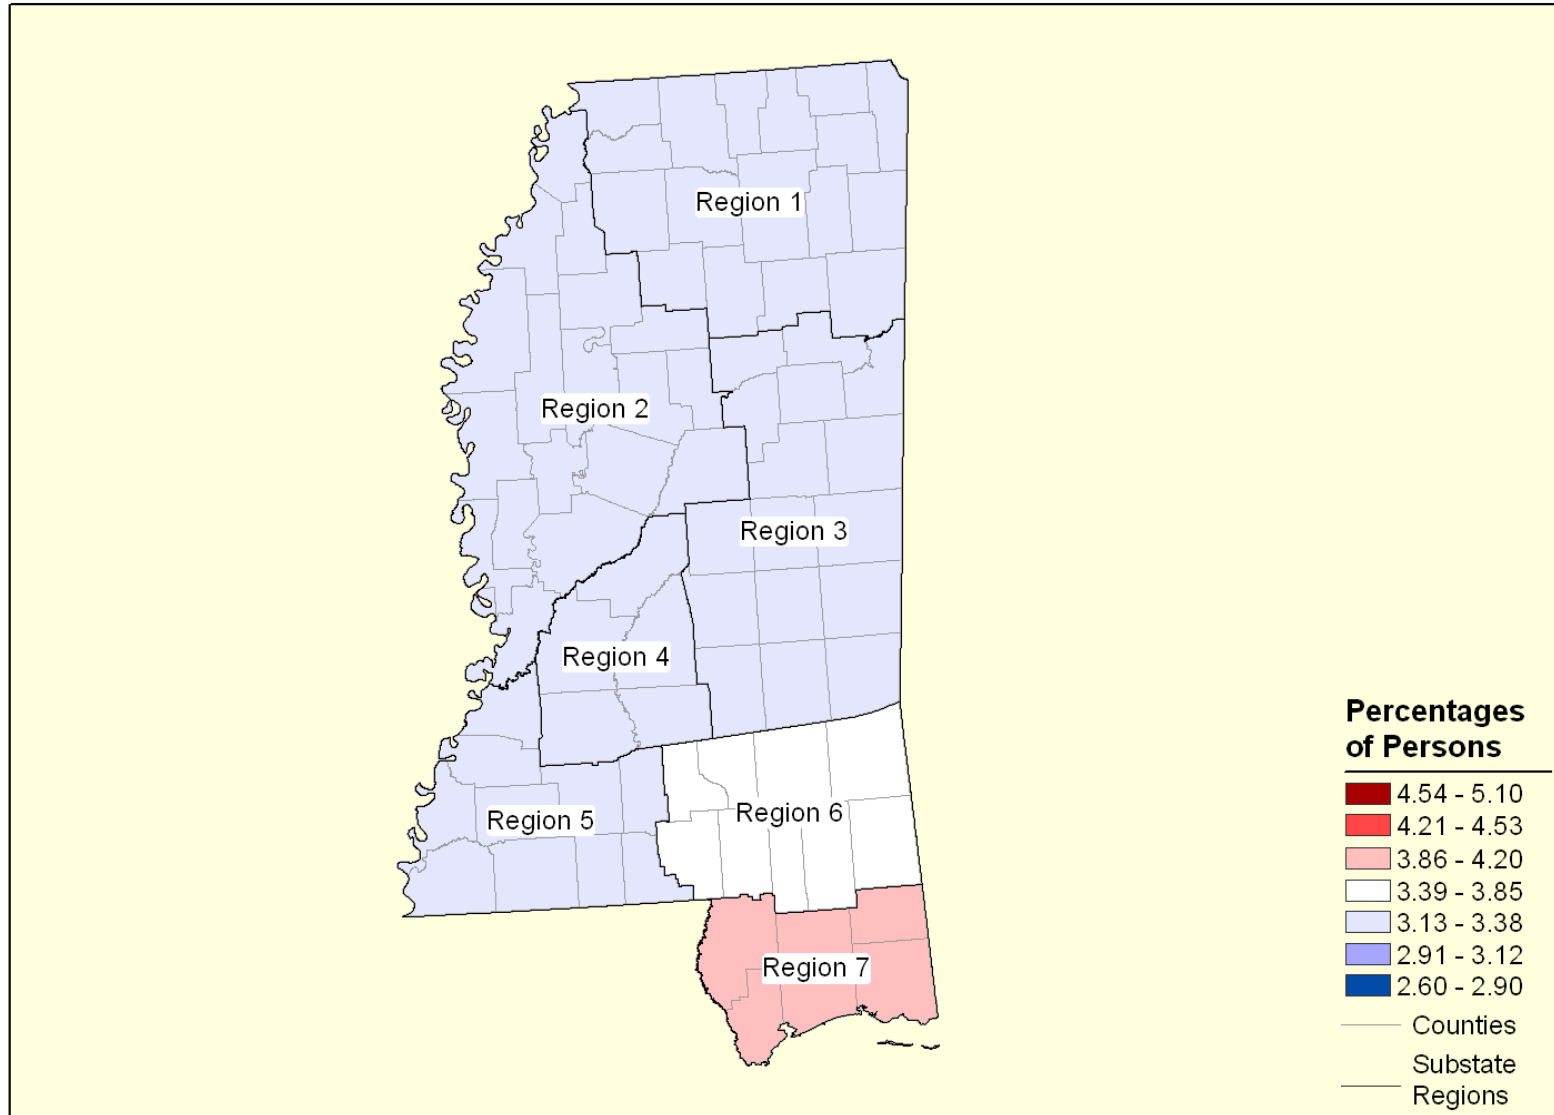 Region 1
Region 2
Region 3
Region 4
Region 5
Region 6
Region 7
Percentages
of Persons
4.54 - 5.10
4.21 - 4.53
3.86 - 4.20
3.39 - 3.85
3.13 - 3.38
2.91 - 3.12
2.60 - 2.90
Counties
Substate
Regions